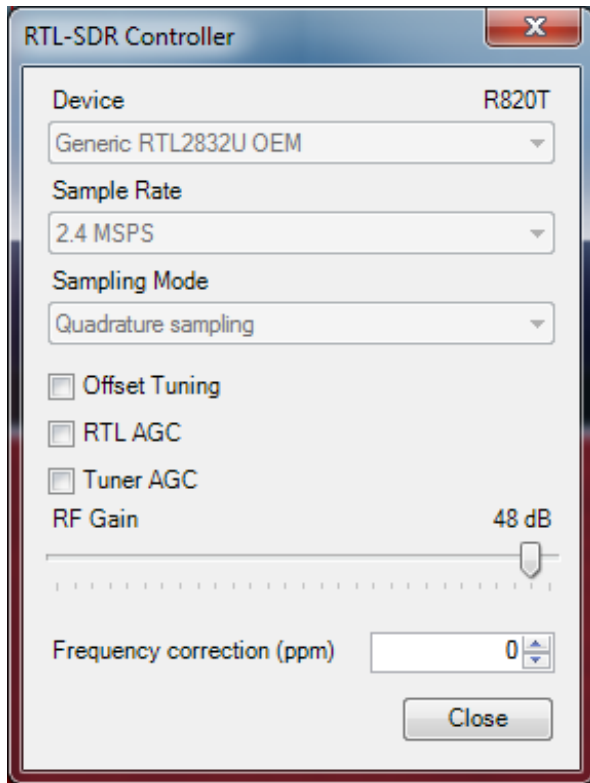 RTL-SDR Controller
Device R820T
Generic RTL2832U OEM
Sample Rate
2.4 MSPS
Sampling Mode
Quadrature sampling
Offset Tuning
RTL AGC
Tuner AGC
RF Gain 48 dB
Frequency correction (ppm) 0
Close